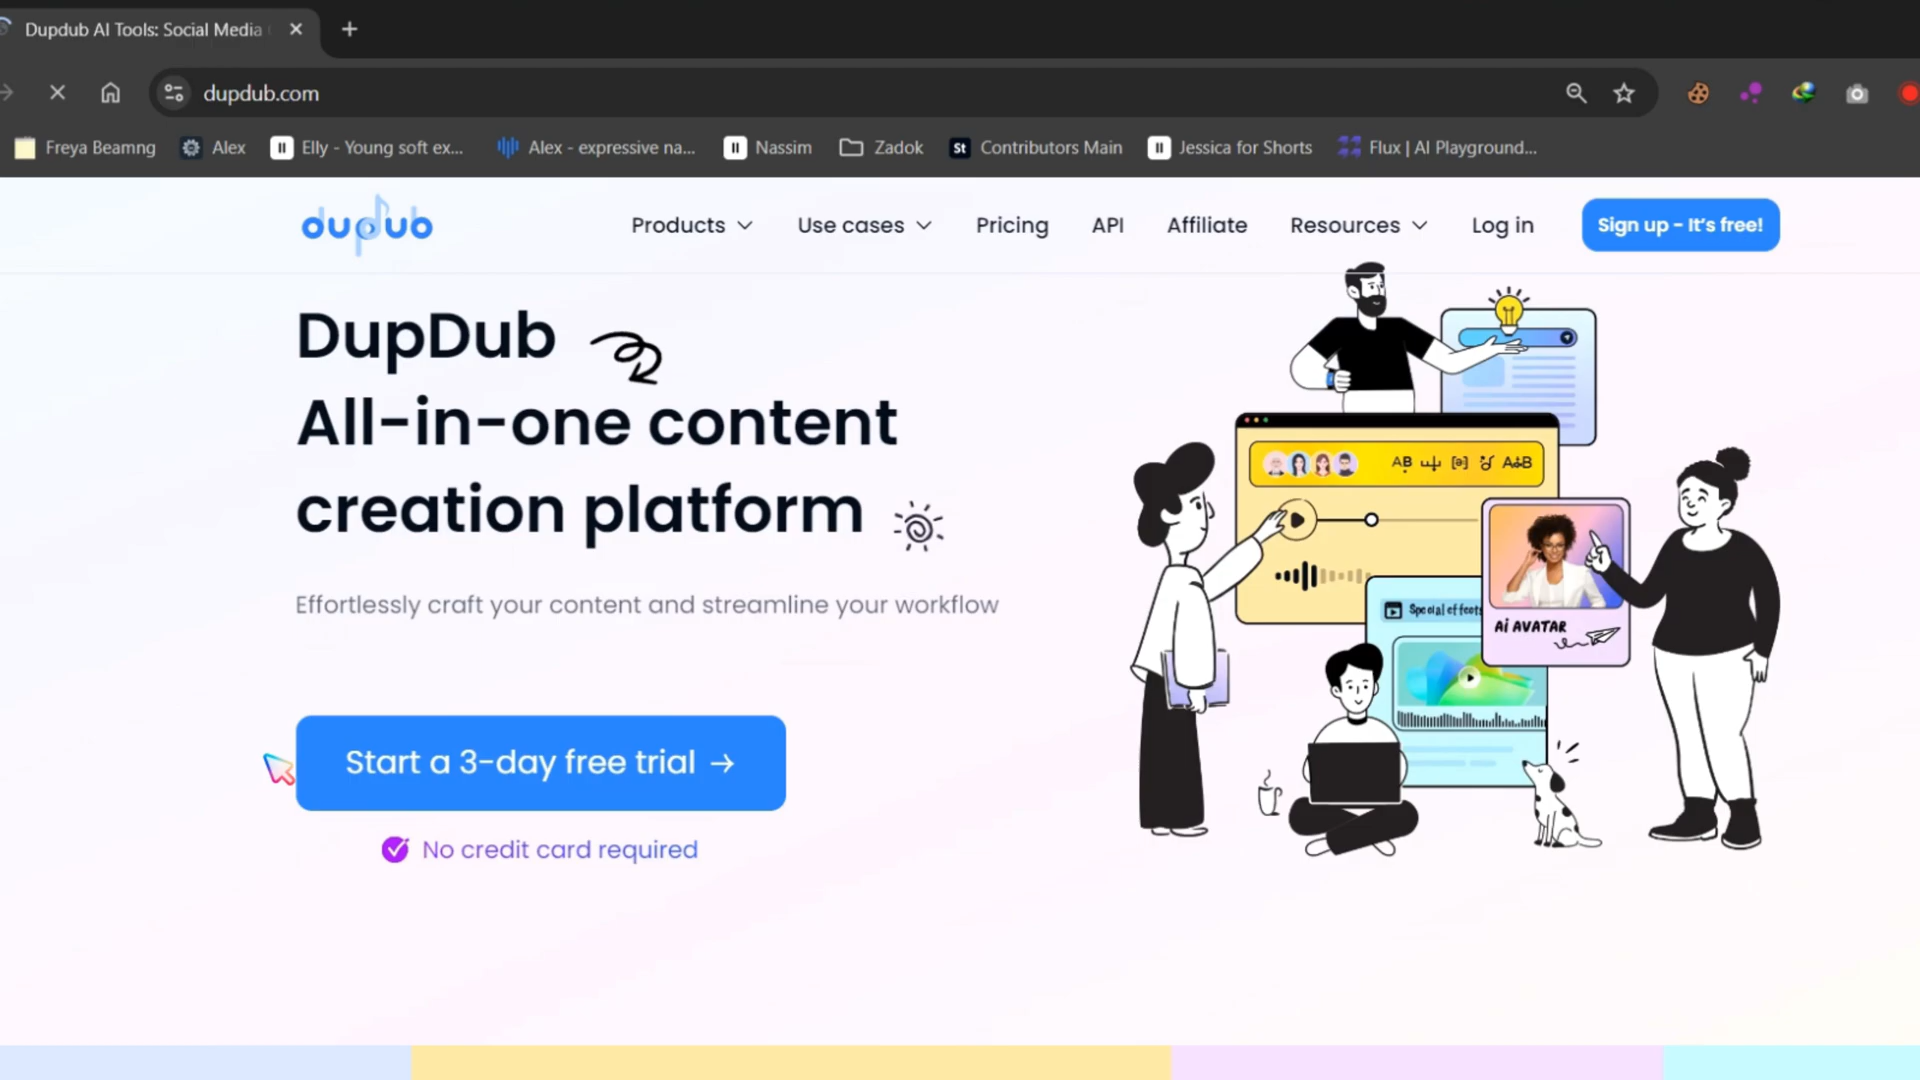 Dupdub AI Tools: Social Media
dupdub.com
Freya Beamng
Alex
Elly - Young soft ex...
Alex - expressive na...
Nassim
Zadok
St
Contributors Main
Jessica for Shorts
Flux | AI Playground...
dupdub
Products
Use cases
Pricing
API
Affiliate
Resources
Log in
Sign up - It's free!
DupDub
All-in-one content
creation platform
Effortlessly craft your content and streamline your workflow
Start a 3-day free trial →
No credit card required
Special effects
Ai AVATAR